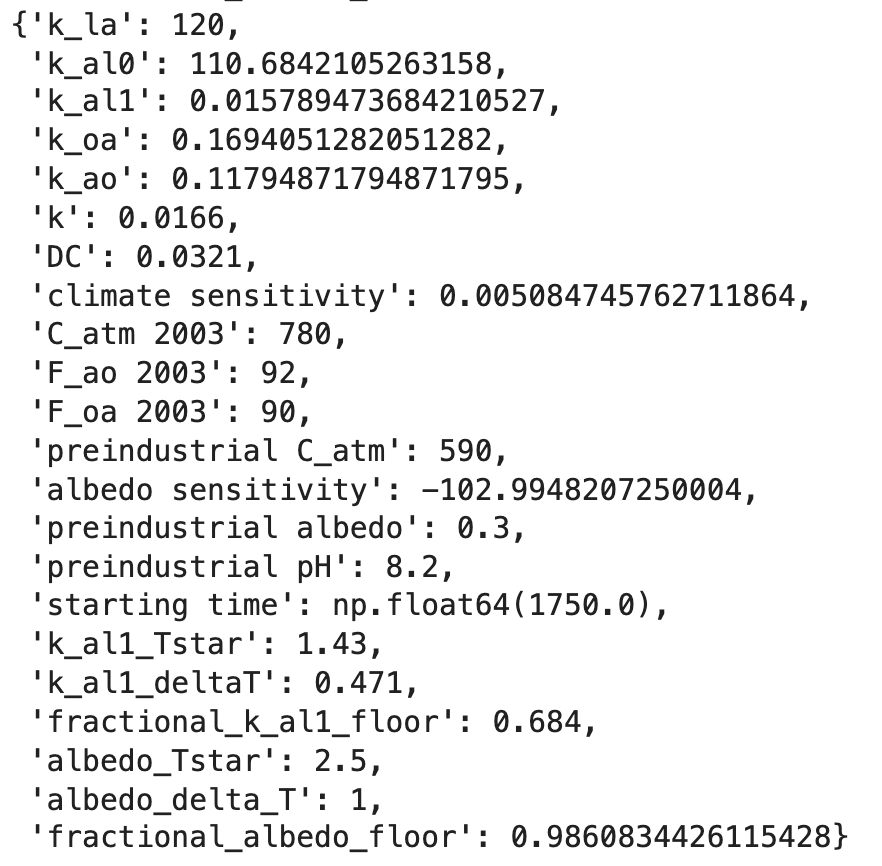 {'k_la': 120,
'k_al0': 110.6842105263158,
'k_al1': 0.015789473684210527,
'k_oa': 0.1694051282051282,
'k_ao': 0.11794871794871795,
'k': 0.0166,
'DC': 0.0321,
'climate sensitivity': 0.005084745762711864,
'C_atm 2003': 780,
'F_ao 2003': 92,
'F_oa 2003': 90,
'preindustrial C_atm': 590,
'albedo sensitivity': -102.9948207250004,
'preindustrial albedo': 0.3,
'preindustrial pH': 8.2,
'starting time': np.float64(1750.0),
'k_al1_Tstar': 1.43,
'k_al1_deltaT': 0.471,
'fractional_k_al1_floor': 0.684,
'albedo_Tstar': 2.5,
'albedo_delta_T': 1,
'fractional_albedo_floor': 0.9860834426115428}